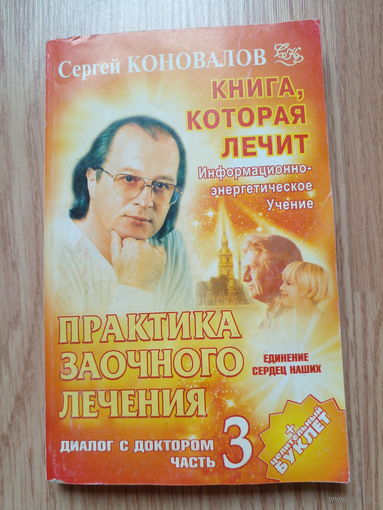 Сергей КОНОВАЛОВ
КНИГА,
КОТОРАЯ
ЛЕЧИТ
Информационно-
энергетическое
Учение
ПРАКТИКА
ЗАОЧНОГО
ЛЕЧЕНИЯ
ЕДИНЕНИЕ
СЕРДЕЦ НАШИХ
ДИАЛОГ С ДОКТОРОМ
ЧАСТЬ 3
+
ЦЕЛИТЕЛЬНЫЙ
БУКЛЕТ